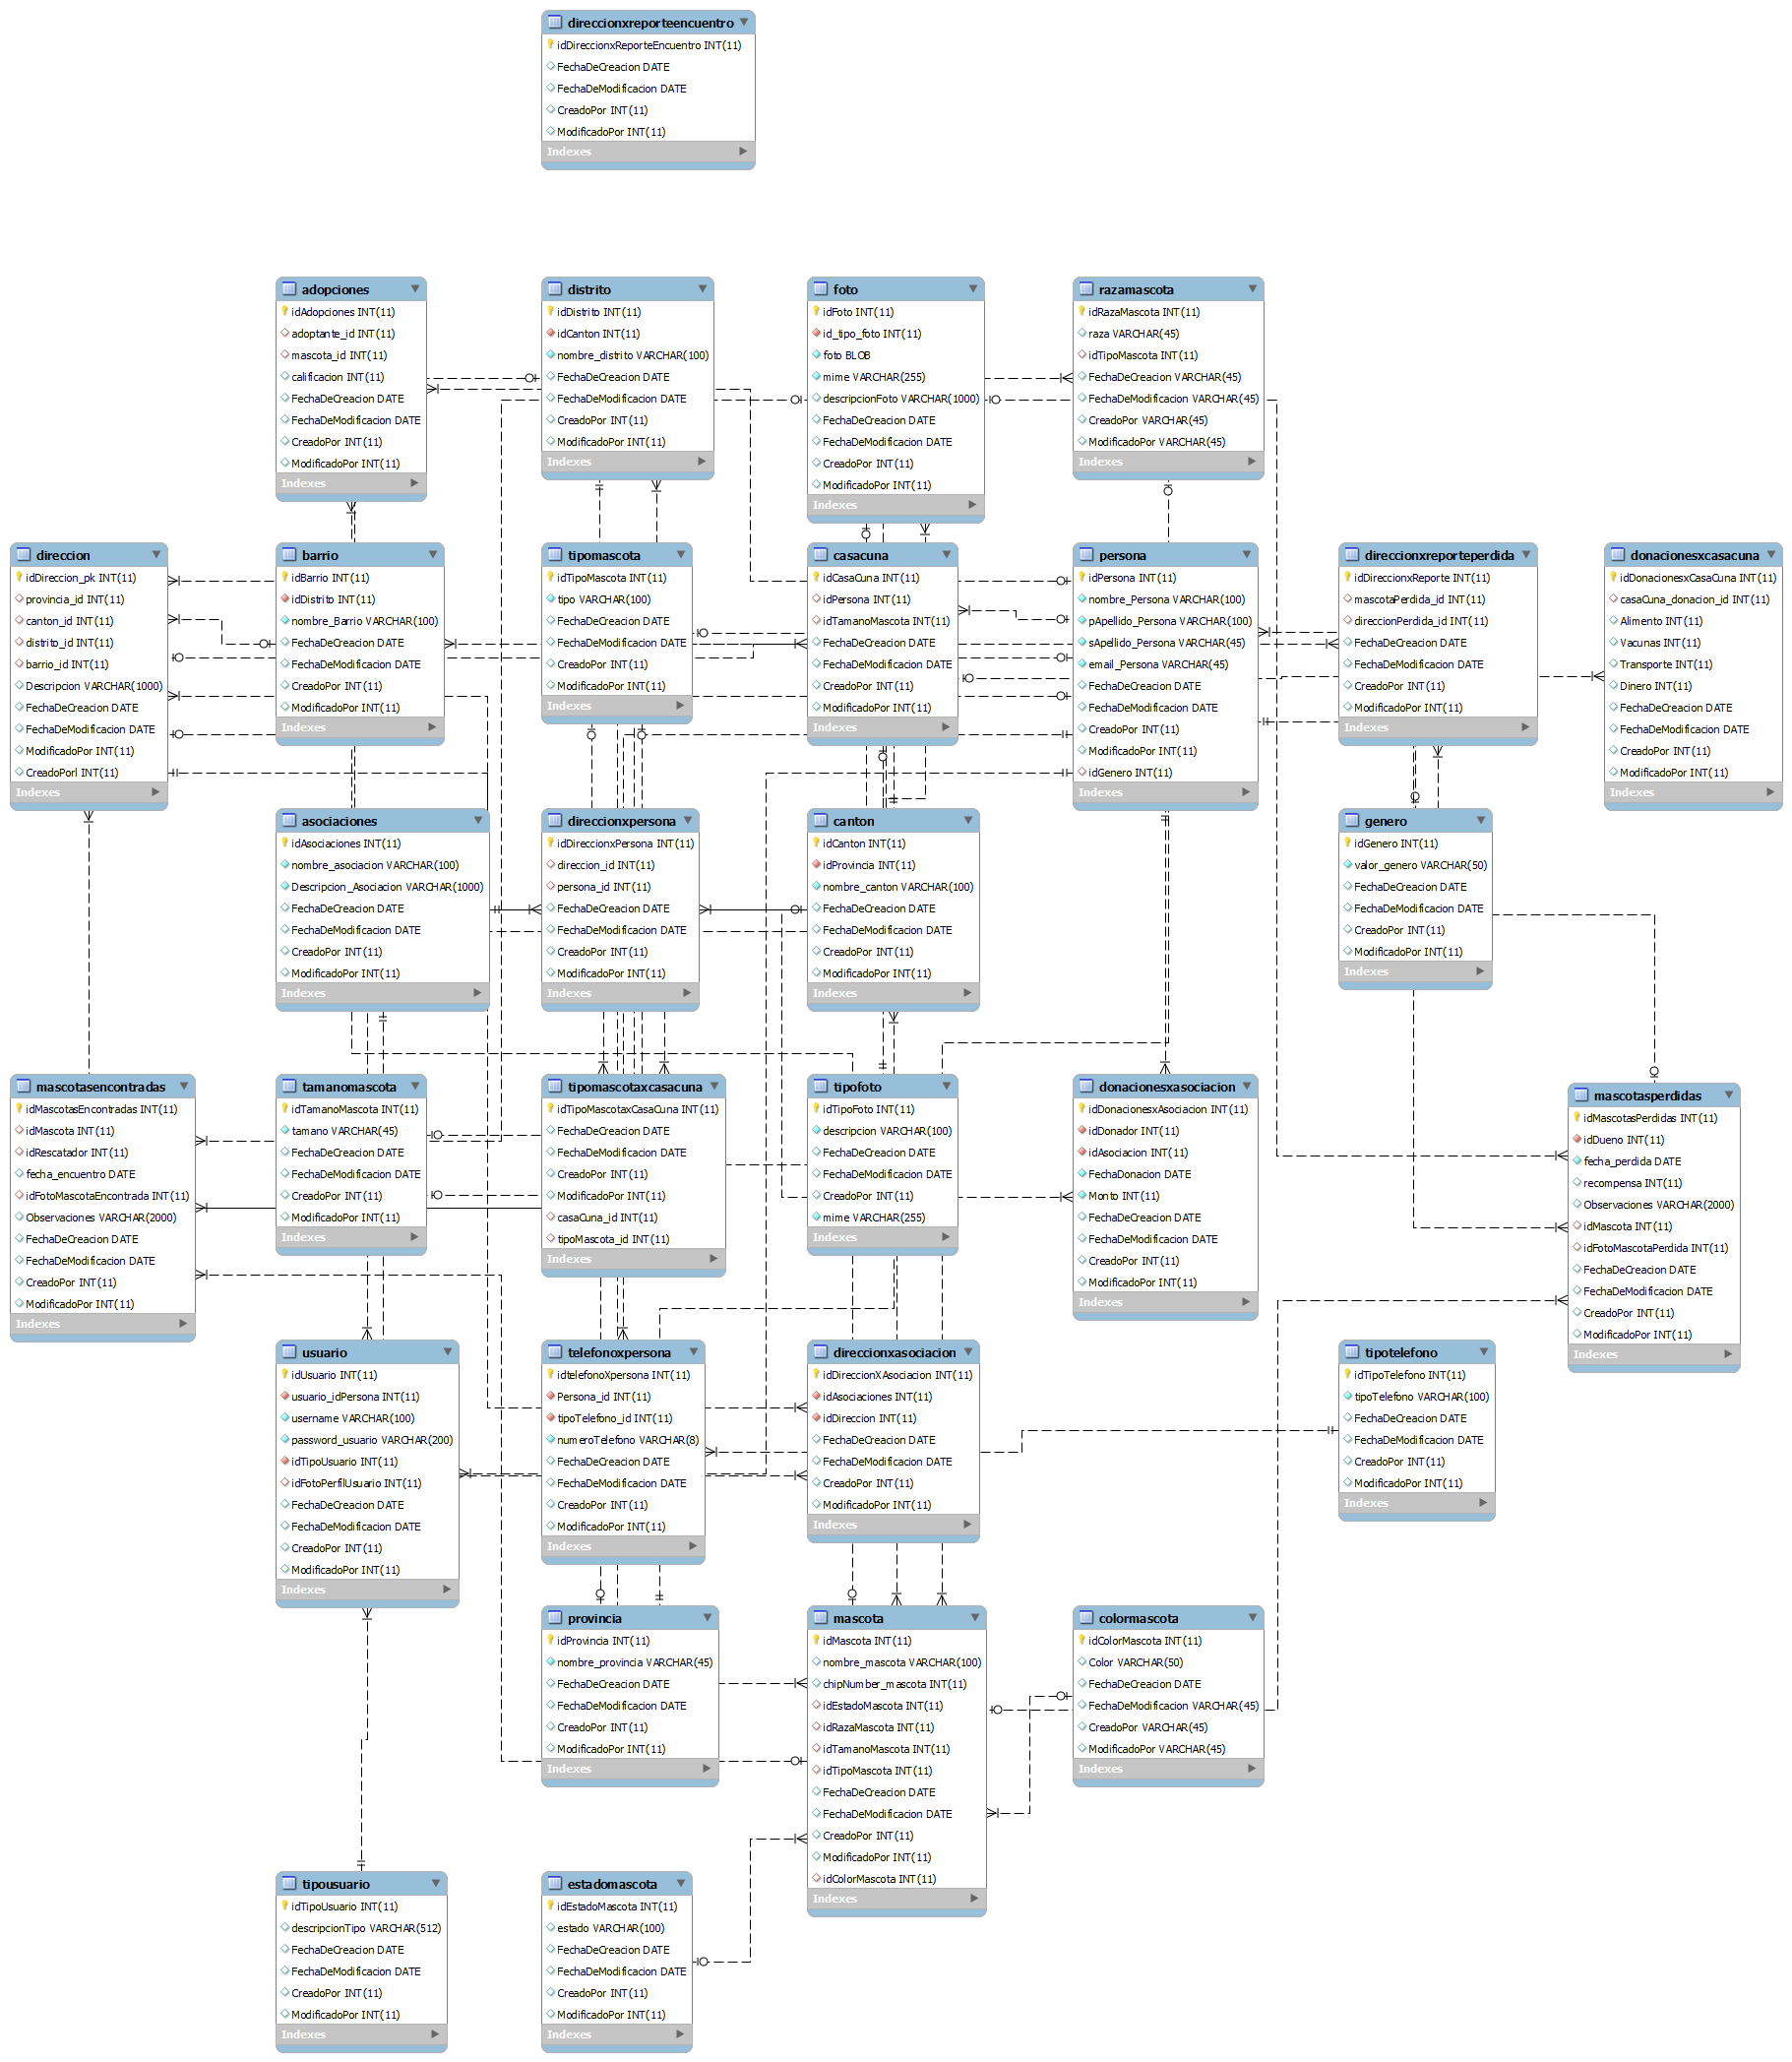 direccionxreporteencuentro
idDireccionxReporteEncuentro INT(11)
FechaDeCreacion DATE
FechaDeModificacion DATE
CreadoPor INT(11)
ModificadoPor INT(11)
Indexes
adopciones
idAdopciones INT(11)
adoptante_id INT(11)
mascota_id INT(11)
calificacion INT(11)
FechaDeCreacion DATE
FechaDeModificacion DATE
CreadoPor INT(11)
ModificadoPor INT(11)
Indexes
distrito
idDistrito INT(11)
idCanton INT(11)
nombre_distrito VARCHAR(100)
FechaDeCreacion DATE
FechaDeModificacion DATE
CreadoPor INT(11)
ModificadoPor INT(11)
Indexes
foto
idFoto INT(11)
id_tipo_foto INT(11)
foto BLOB
mime VARCHAR(255)
descripcionFoto VARCHAR(1000)
FechaDeCreacion DATE
FechaDeModificacion DATE
CreadoPor INT(11)
ModificadoPor INT(11)
Indexes
razamascota
idRazaMascota INT(11)
raza VARCHAR(45)
idTipoMascota INT(11)
FechaDeCreacion VARCHAR(45)
FechaDeModificacion VARCHAR(45)
CreadoPor VARCHAR(45)
ModificadoPor VARCHAR(45)
Indexes
direccion
idDireccion_pk INT(11)
provincia_id INT(11)
canton_id INT(11)
distrito_id INT(11)
barrio_id INT(11)
Descripcion VARCHAR(1000)
FechaDeCreacion DATE
FechaDeModificacion DATE
ModificadoPor INT(11)
CreadoPorl INT(11)
Indexes
barrio
idBarrio INT(11)
idDistrito INT(11)
nombre_Barrio VARCHAR(100)
FechaDeCreacion DATE
FechaDeModificacion DATE
CreadoPor INT(11)
ModificadoPor INT(11)
Indexes
tipomascota
idTipoMascota INT(11)
tipo VARCHAR(100)
FechaDeCreacion DATE
FechaDeModificacion DATE
CreadoPor INT(11)
ModificadoPor INT(11)
Indexes
casacuna
idCasaCuna INT(11)
idPersona INT(11)
idTamanoMascota INT(11)
FechaDeCreacion DATE
FechaDeModificacion DATE
CreadoPor INT(11)
ModificadoPor INT(11)
Indexes
persona
idPersona INT(11)
nombre_Persona VARCHAR(100)
pApellido_Persona VARCHAR(100)
sApellido_Persona VARCHAR(45)
email_Persona VARCHAR(45)
FechaDeCreacion DATE
FechaDeModificacion DATE
CreadoPor INT(11)
ModificadoPor INT(11)
idGenero INT(11)
Indexes
direccionxreporteperdida
idDireccionxReporte INT(11)
mascotaPerdida_id INT(11)
direccionPerdida_id INT(11)
FechaDeCreacion DATE
FechaDeModificacion DATE
CreadoPor INT(11)
ModificadoPor INT(11)
Indexes
donacionesxcasacuna
idDonacionesxCasaCuna INT(11)
casaCuna_donacion_id INT(11)
Alimento INT(11)
Vacunas INT(11)
Transporte INT(11)
Dinero INT(11)
FechaDeCreacion DATE
FechaDeModificacion DATE
CreadoPor INT(11)
ModificadoPor INT(11)
Indexes
asociaciones
idAsociaciones INT(11)
nombre_asociacion VARCHAR(100)
Descripcion_Asociacion VARCHAR(1000)
FechaDeCreacion DATE
FechaDeModificacion DATE
CreadoPor INT(11)
ModificadoPor INT(11)
Indexes
direccionxpersona
idDireccionxPersona INT(11)
direccion_id INT(11)
persona_id INT(11)
FechaDeCreacion DATE
FechaDeModificacion DATE
CreadoPor INT(11)
ModificadoPor INT(11)
Indexes
canton
idCanton INT(11)
idProvincia INT(11)
nombre_canton VARCHAR(100)
FechaDeCreacion DATE
FechaDeModificacion DATE
CreadoPor INT(11)
ModificadoPor INT(11)
Indexes
genero
idGenero INT(11)
valor_genero VARCHAR(50)
FechaDeCreacion DATE
FechaDeModificacion DATE
CreadoPor INT(11)
ModificadoPor INT(11)
Indexes
mascotasencontradas
idMascotasEncontradas INT(11)
idMascota INT(11)
idRescatador INT(11)
fecha_encuentro DATE
idFotoMascotaEncontrada INT(11)
Observaciones VARCHAR(2000)
FechaDeCreacion DATE
FechaDeModificacion DATE
CreadoPor INT(11)
ModificadoPor INT(11)
Indexes
tamanomascota
idTamanoMascota INT(11)
tamano VARCHAR(45)
FechaDeCreacion DATE
FechaDeModificacion DATE
CreadoPor INT(11)
ModificadoPor INT(11)
Indexes
tipomascotaxcasacuna
idTipoMascotaxCasaCuna INT(11)
FechaDeCreacion DATE
FechaDeModificacion DATE
CreadoPor INT(11)
ModificadoPor INT(11)
casaCuna_id INT(11)
tipoMascota_id INT(11)
Indexes
tipofoto
idTipoFoto INT(11)
descripcion VARCHAR(100)
FechaDeCreacion DATE
FechaDeModificacion DATE
CreadoPor INT(11)
mime VARCHAR(255)
Indexes
donacionesxasociacion
idDonacionesxAsociacion INT(11)
idDonador INT(11)
idAsociacion INT(11)
FechaDonacion DATE
Monto INT(11)
FechaDeCreacion DATE
FechaDeModificacion DATE
CreadoPor INT(11)
ModificadoPor INT(11)
Indexes
mascotasperdidas
idMascotasPerdidas INT(11)
idDueno INT(11)
fecha_perdida DATE
recompensa INT(11)
Observaciones VARCHAR(2000)
idMascota INT(11)
idFotoMascotaPerdida INT(11)
FechaDeCreacion DATE
FechaDeModificacion DATE
CreadoPor INT(11)
ModificadoPor INT(11)
Indexes
usuario
idUsuario INT(11)
usuario_idPersona INT(11)
username VARCHAR(100)
password_usuario VARCHAR(200)
idTipoUsuario INT(11)
idFotoPerfilUsuario INT(11)
FechaDeCreacion DATE
FechaDeModificacion DATE
CreadoPor INT(11)
ModificadoPor INT(11)
Indexes
telefonoxpersona
idtelefonoXpersona INT(11)
Persona_id INT(11)
tipoTelefono_id INT(11)
numeroTelefono VARCHAR(8)
FechaDeCreacion DATE
FechaDeModificacion DATE
CreadoPor INT(11)
ModificadoPor INT(11)
Indexes
direccionxasociacion
idDireccionXAsociacion INT(11)
idAsociaciones INT(11)
idDireccion INT(11)
FechaDeCreacion DATE
FechaDeModificacion DATE
CreadoPor INT(11)
ModificadoPor INT(11)
Indexes
tipotelefono
idTipoTelefono INT(11)
tipoTelefono VARCHAR(100)
FechaDeCreacion DATE
FechaDeModificacion DATE
CreadoPor INT(11)
ModificadoPor INT(11)
Indexes
provincia
idProvincia INT(11)
nombre_provincia VARCHAR(45)
FechaDeCreacion DATE
FechaDeModificacion DATE
CreadoPor INT(11)
ModificadoPor INT(11)
Indexes
mascota
idMascota INT(11)
nombre_mascota VARCHAR(100)
chipNumber_mascota INT(11)
idEstadoMascota INT(11)
idRazaMascota INT(11)
idTamanoMascota INT(11)
idTipoMascota INT(11)
FechaDeCreacion DATE
FechaDeModificacion DATE
CreadoPor INT(11)
ModificadoPor INT(11)
idColorMascota INT(11)
Indexes
colormascota
idColorMascota INT(11)
Color VARCHAR(50)
FechaDeCreacion DATE
FechaDeModificacion VARCHAR(45)
CreadoPor VARCHAR(45)
ModificadoPor VARCHAR(45)
Indexes
tipousuario
idTipoUsuario INT(11)
descripcionTipo VARCHAR(512)
FechaDeCreacion DATE
FechaDeModificacion DATE
CreadoPor INT(11)
ModificadoPor INT(11)
Indexes
estadomascota
idEstadoMascota INT(11)
estado VARCHAR(100)
FechaDeCreacion DATE
FechaDeModificacion DATE
CreadoPor INT(11)
ModificadoPor INT(11)
Indexes